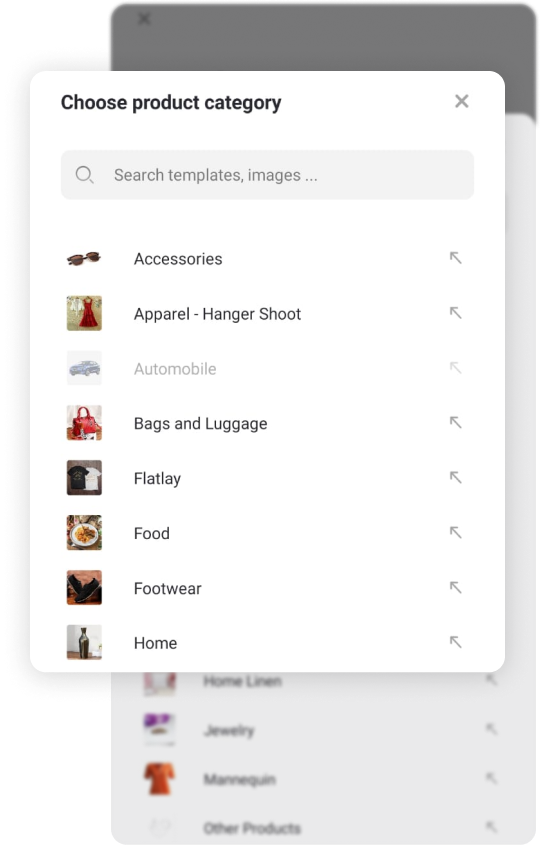 Choose product category
Search templates, images ...
Accessories
Apparel - Hanger Shoot
Automobile
Bags and Luggage
Flatlay
Food
Footwear
Home
Home Linen
Jewelry
Mannequin
Other Products